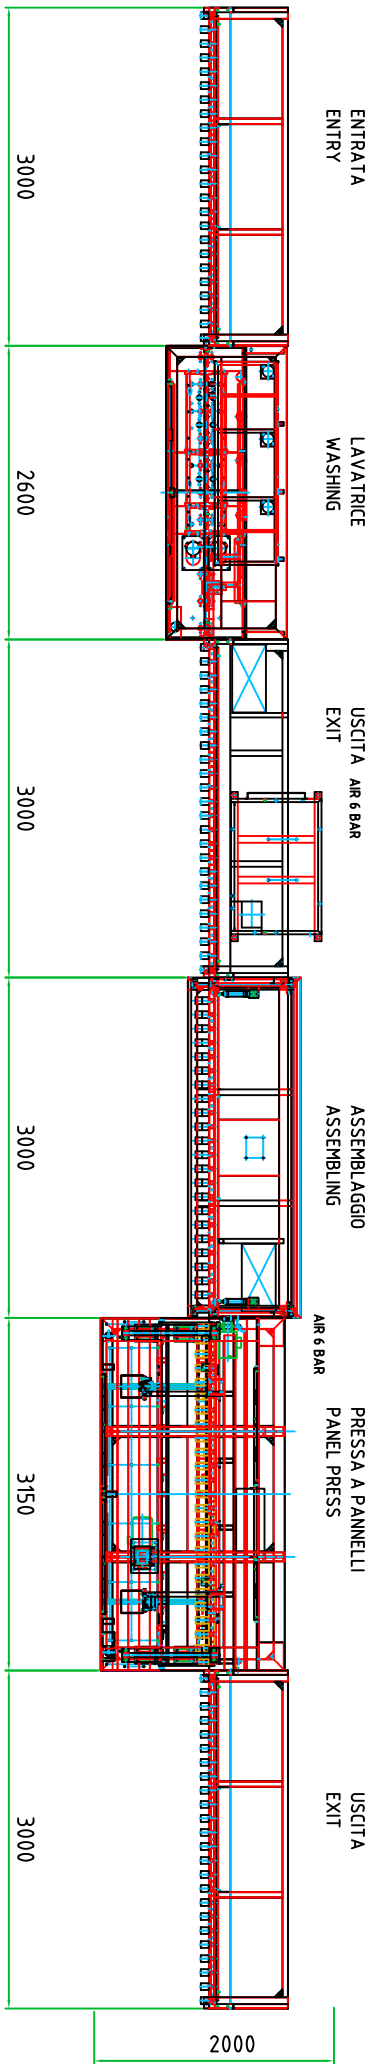 ENTRATA
ENTRY
3000
LAVATRICE
WASHING
2600
USCITA
EXIT
AIR 6 BAR
3000
ASSEMBLAGGIO
ASSEMBLING
3000
AIR 6 BAR
PRESSA A PANNELLI
PANEL PRESS
3150
USCITA
EXIT
3000
2000